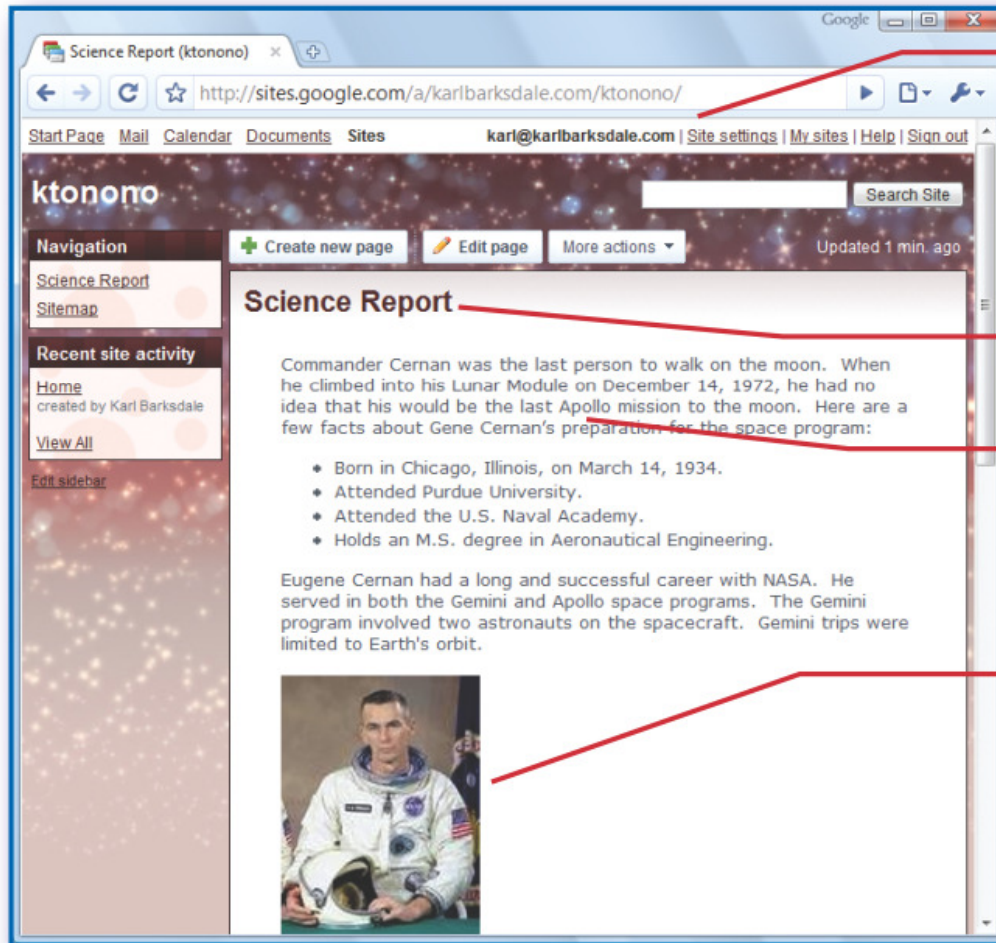 Google
Science Report (ktonono)
http://sites.google.com/a/karlbarksdale.com/ktonono/
Start Page Mail Calendar Documents Sites karl@karlbarksdale.com | Site settings | My sites | Help | Sign out
ktonono
Search Site
Navigation
Science Report
Sitemap
Recent site activity
Home
created by Karl Barksdale
View All
Edit sidebar
Create new page Edit page More actions Updated 1 min. ago
Science Report
Commander Cernan was the last person to walk on the moon. When
he climbed into his Lunar Module on December 14, 1972, he had no
idea that his would be the last Apollo mission to the moon. Here are a
few facts about Gene Cernan's preparation for the space program:
• Born in Chicago, Illinois, on March 14, 1934.
• Attended Purdue University.
• Attended the U.S. Naval Academy.
• Holds an M.S. degree in Aeronautical Engineering.
Eugene Cernan had a long and successful career with NASA. He
served in both the Gemini and Apollo space programs. The Gemini
program involved two astronauts on the spacecraft. Gemini trips were
limited to Earth's orbit.